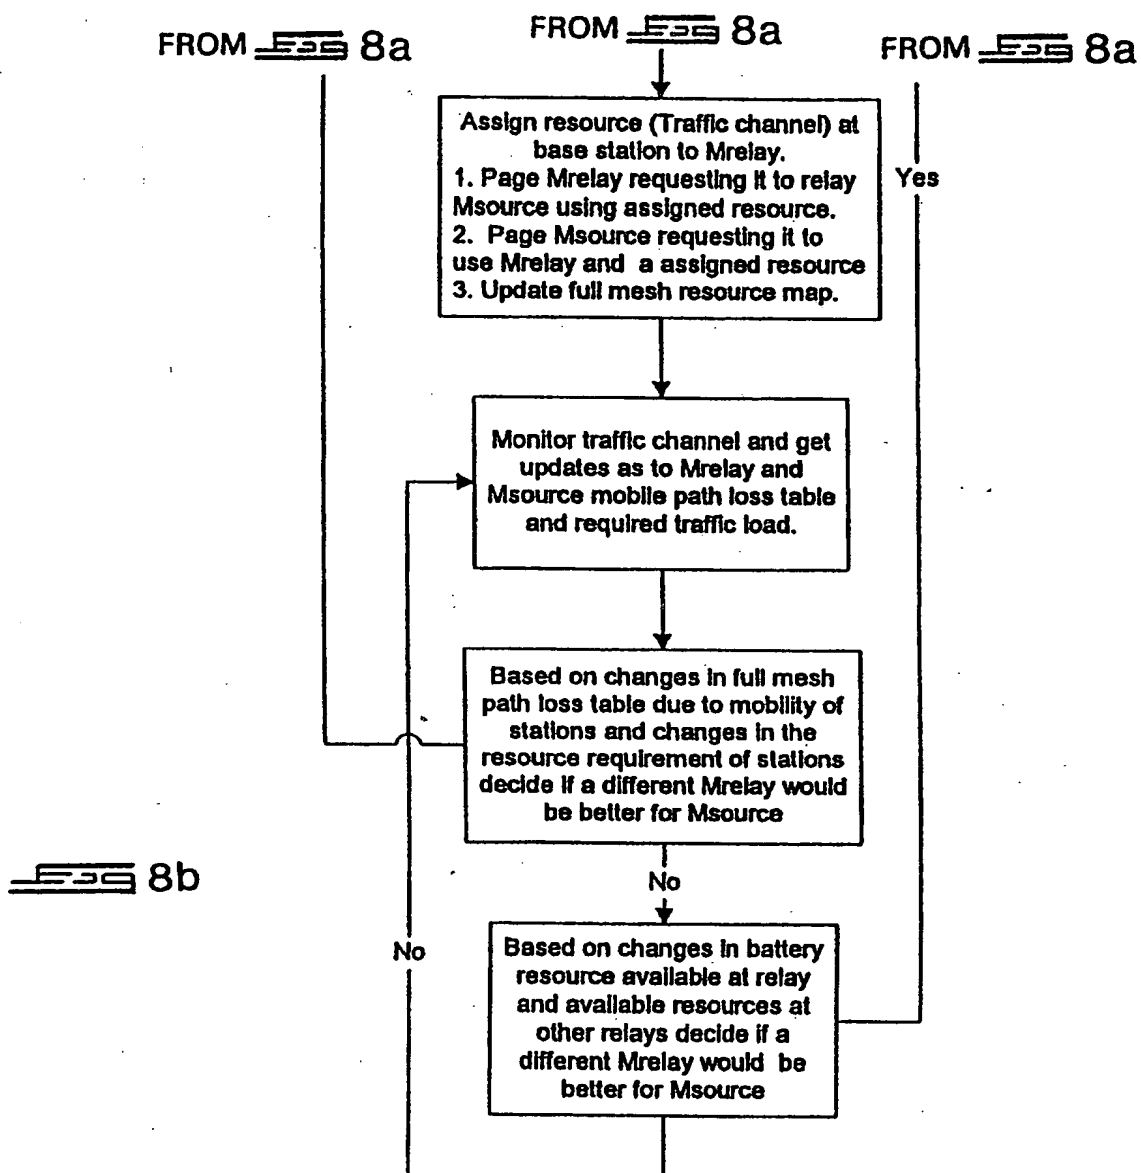 FROM Fig 8a
FROM Fig 8a
FROM Fig 8a
Assign resource (Traffic channel) at
base station to Mrelay.
1. Page Mrelay requesting it to relay
Msource using assigned resource.
2. Page Msource requesting it to
use Mrelay and a assigned resource
3. Update full mesh resource map.
Yes
Monitor traffic channel and get
updates as to Mrelay and
Msource mobile path loss table
and required traffic load.
Based on changes in full mesh
path loss table due to mobility of
stations and changes in the
resource requirement of stations
decide if a different Mrelay would
be better for Msource
Fig 8b
No
No
Based on changes in battery
resource available at relay
and available resources at
other relays decide if a
different Mrelay would be
better for Msource